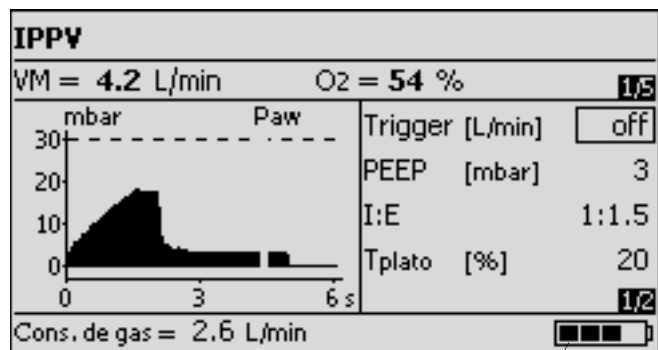 IPPV
VM = 4.2 L/min O2 = 54 %
1/5
mbar Paw
30
20
10
0
0 3 6 s
Trigger [L/min] off
PEEP [mbar] 3
I:E 1:1.5
Tplato [%] 20
1/2
Cons. de gas = 2.6 L/min